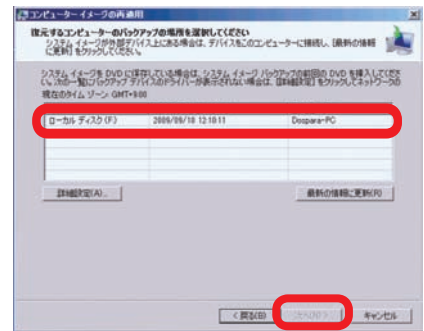 コンピューター イメージの再適用
復元するコンピューターのバックアップの場所を選択してください
システム イメージが外部デバイス上にある場合は、デバイスをこのコンピューターに接続し、[最新の情報
に更新] をクリックしてください。
システム イメージを DVD に保存している場合は、システム イメージ バックアップの前回の DVD を挿入してくださ
い。次の一覧にバックアップ デバイスのドライバーが表示されない場合は、[詳細設定] をクリックしてネットワークの
現在のタイム ゾーン GMT-9:00
ローカル ディスク (F:) 2009/09/18 12:18:11 Dospara-PC
詳細設定(A)... 最新の情報に更新(R)
< 戻る(B) 次へ(N) > キャンセル